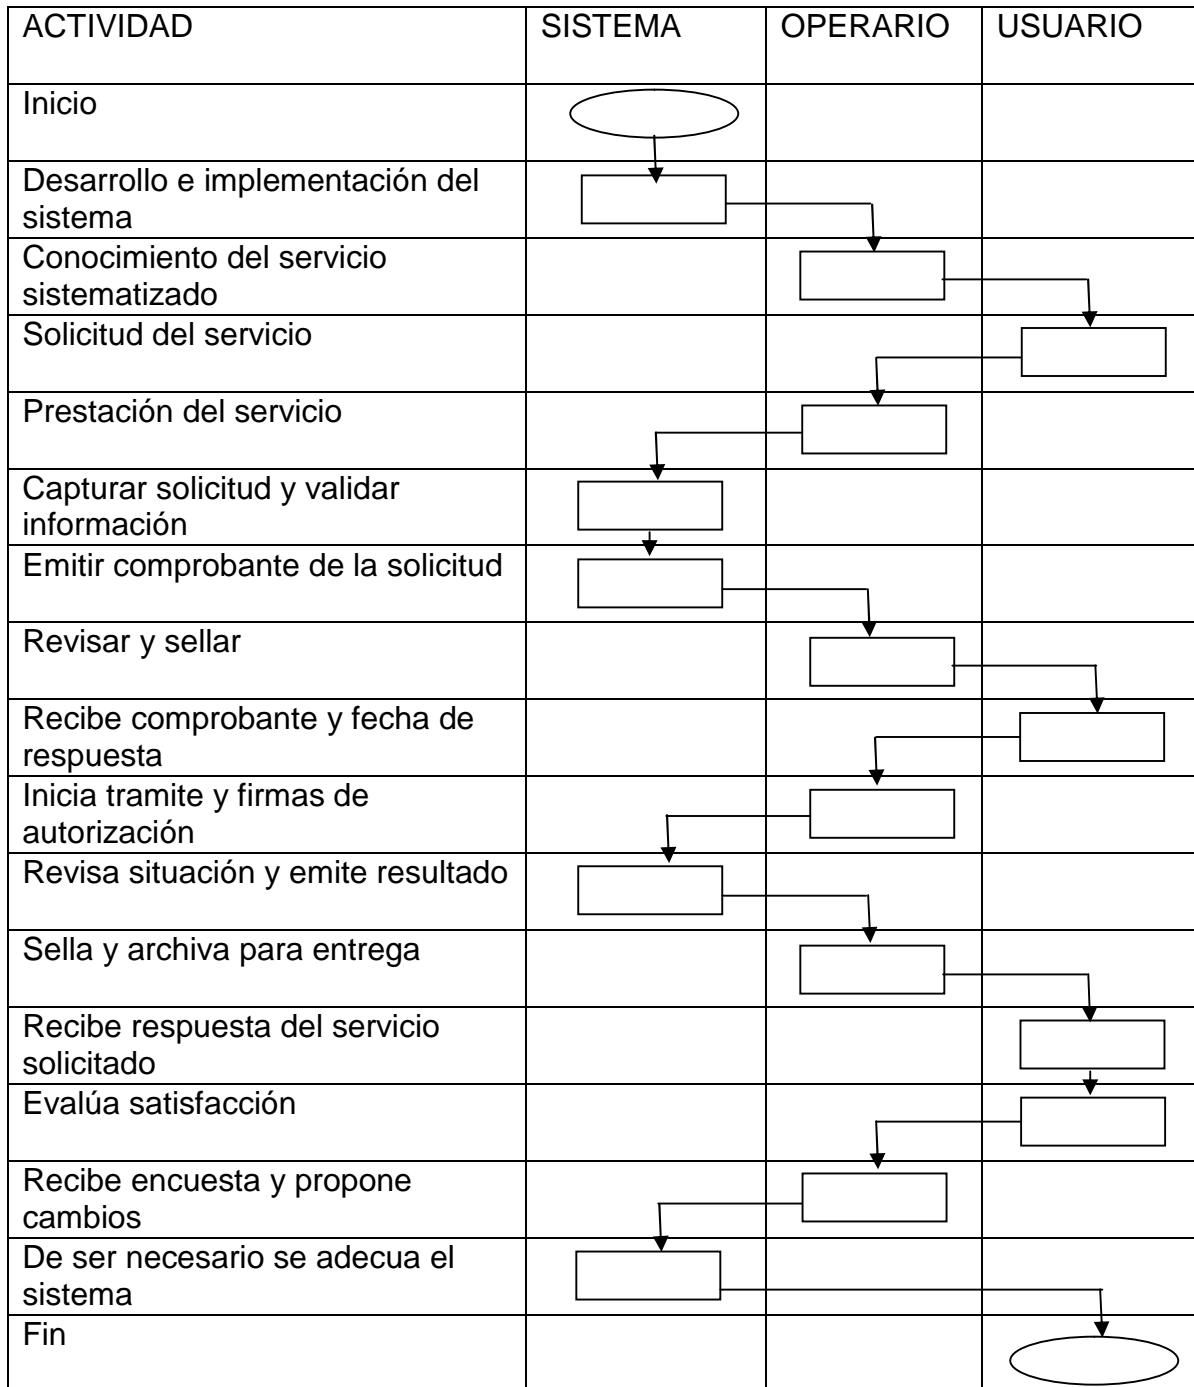 ACTIVIDAD SISTEMA OPERARIO USUARIO
Inicio
Desarrollo e implementación del
sistema
Conocimiento del servicio
sistematizado
Solicitud del servicio
Prestación del servicio
Capturar solicitud y validar
información
Emitir comprobante de la solicitud
Revisar y sellar
Recibe comprobante y fecha de
respuesta
Inicia tramite y firmas de
autorización
Revisa situación y emite resultado
Sella y archiva para entrega
Recibe respuesta del servicio
solicitado
Evalúa satisfacción
Recibe encuesta y propone
cambios
De ser necesario se adecua el
sistema
Fin